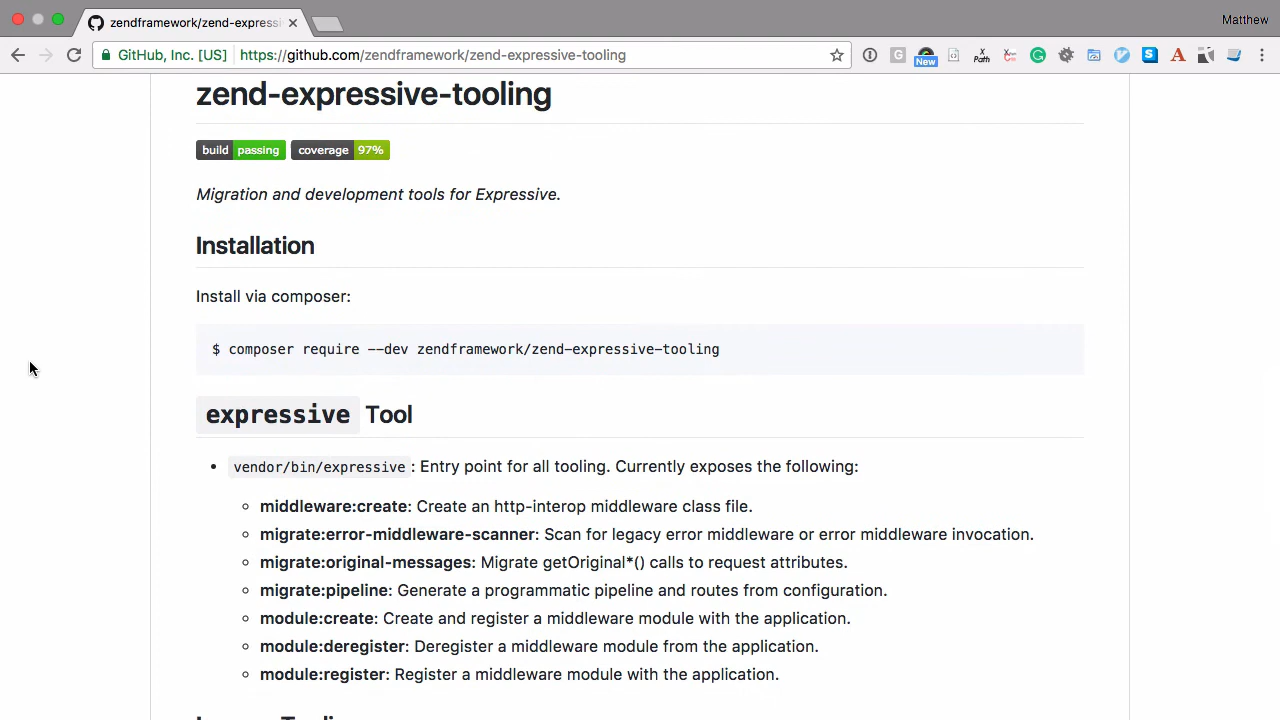 zendframework/zend-expressi
Matthew
GitHub, Inc. [US]
https://github.com/zendframework/zend-expressive-tooling
G
New
X
Path
S
A
zend-expressive-tooling
build passing coverage 97%
Migration and development tools for Expressive.
Installation
Install via composer:
$ composer require --dev zendframework/zend-expressive-tooling
expressive Tool
vendor/bin/expressive : Entry point for all tooling. Currently exposes the following:
middleware:create: Create an http-interop middleware class file.
migrate:error-middleware-scanner: Scan for legacy error middleware or error middleware invocation.
migrate:original-messages: Migrate getOriginal*() calls to request attributes.
migrate:pipeline: Generate a programmatic pipeline and routes from configuration.
module:create: Create and register a middleware module with the application.
module:deregister: Deregister a middleware module from the application.
module:register: Register a middleware module with the application.